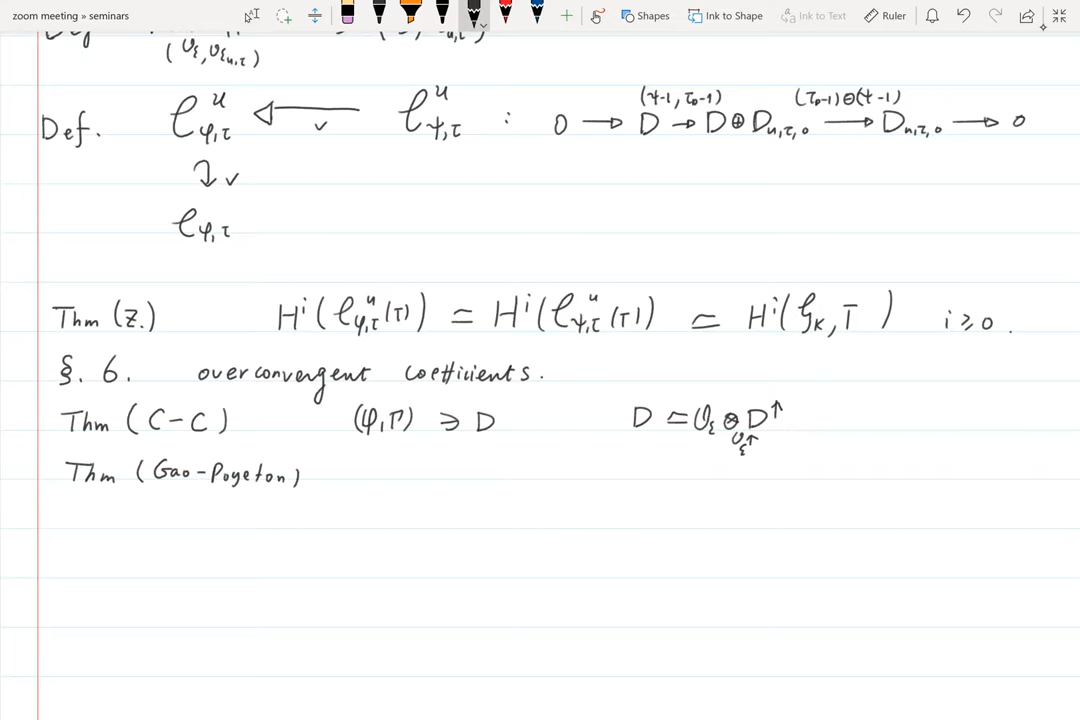 zoom meeting » seminars
Shapes Ink to Shape Ink to Text Ruler
(𝒪_ε, 𝒪_ε_{u,τ})
Def. 𝒞^u_{φ,τ} ⟵ 𝒞^u_{ψ,τ} : 0 → D → D ⊕ D_{u,τ,0} → D_{u,τ,0} → 0
(ψ-1, τ_D-1) (τ_D-1)⊖(ψ-1)
𝒞_{φ,τ}
Thm (Z.) H^i(𝒞^u_{φ,τ}(T)) ≃ H^i(𝒞^u_{ψ,τ}(T)) ≃ H^i(𝒢_K, T) i ≥ 0.
§. 6. overconvergent coefficients.
Thm (C-C) (φ,Γ) ∋ D D ≃ 𝒪_ε ⊗_{𝒪_ε^†} D^†
Thm (Gao-Poyeton)